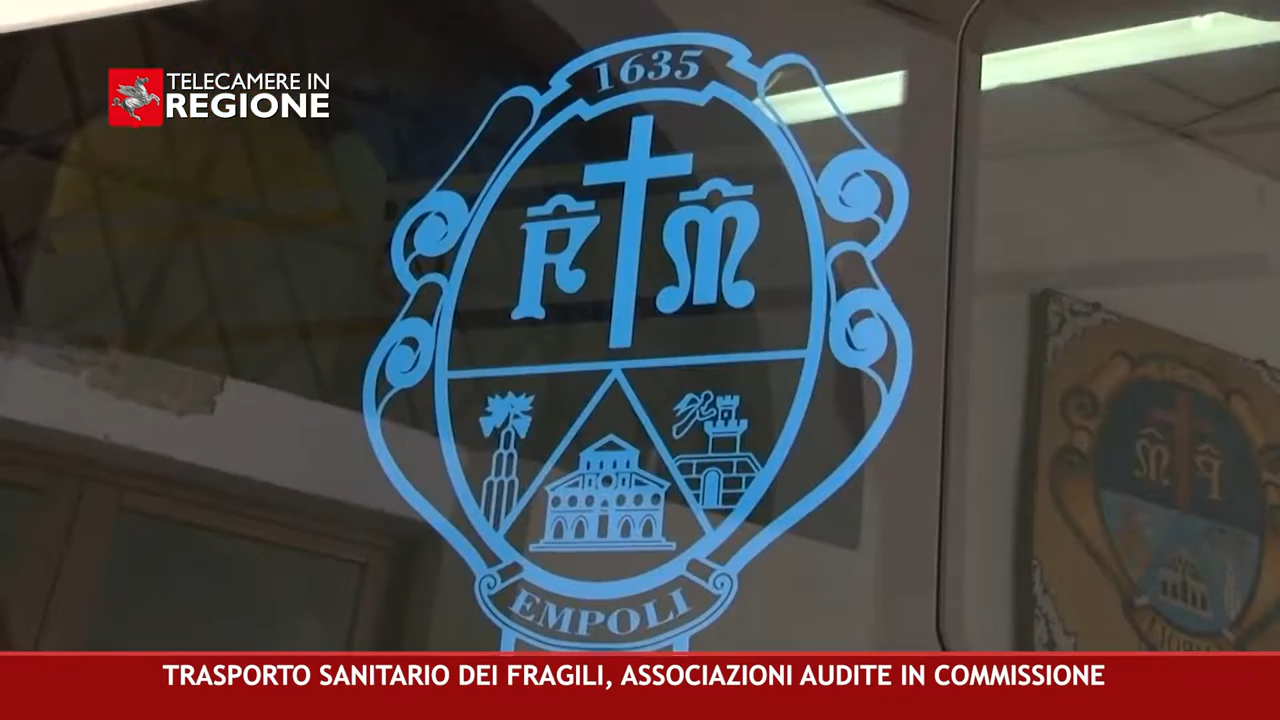 TELECAMERE IN
REGIONE
1635
F M
EMPOLI
TRASPORTO SANITARIO DEI FRAGILI, ASSOCIAZIONI AUDITE IN COMMISSIONE